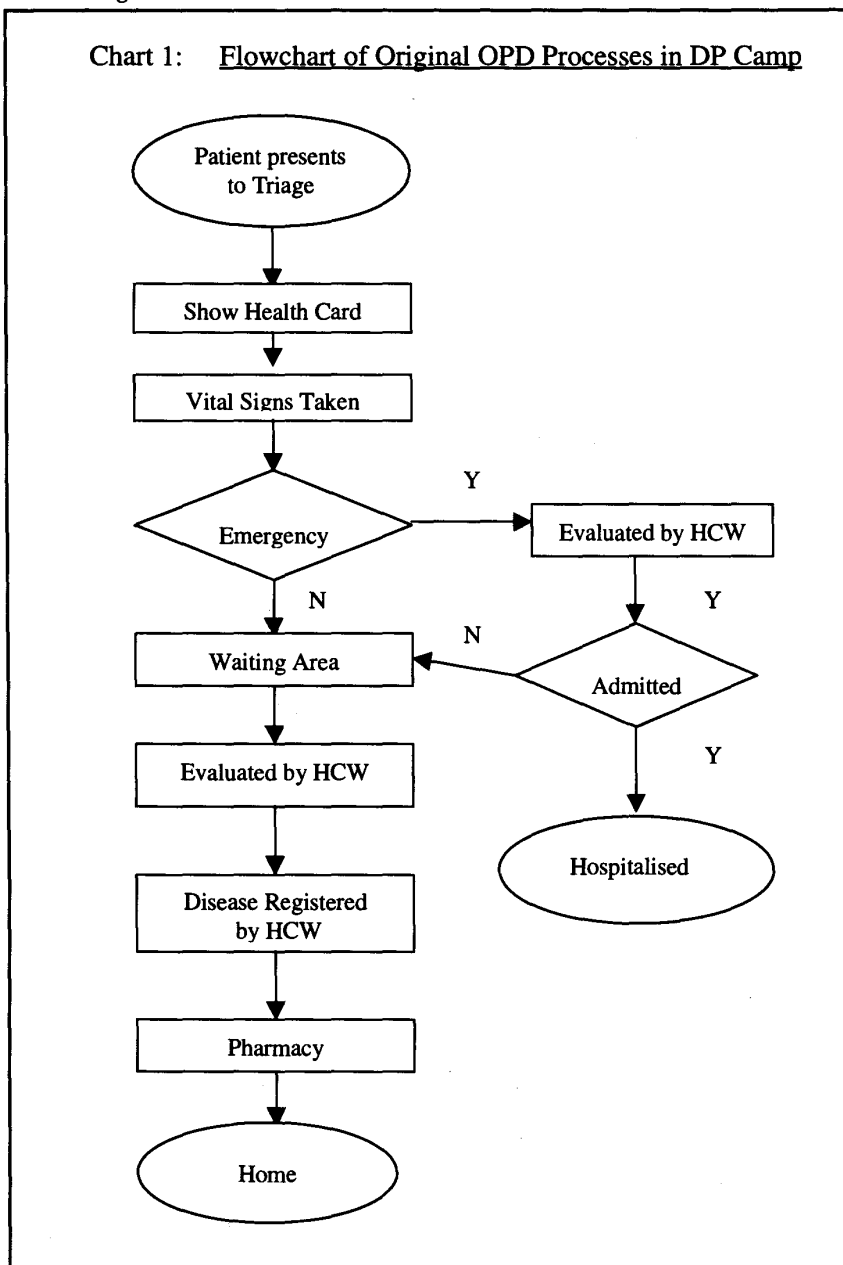 Chart 1: Flowchart of Original OPD Processes in DP Camp
Patient presents
to Triage
Show Health Card
Vital Signs Taken
Emergency
Y
Evaluated by HCW
N
Y
Waiting Area
N
Admitted
Evaluated by HCW
Y
Hospitalised
Disease Registered
by HCW
Pharmacy
Home